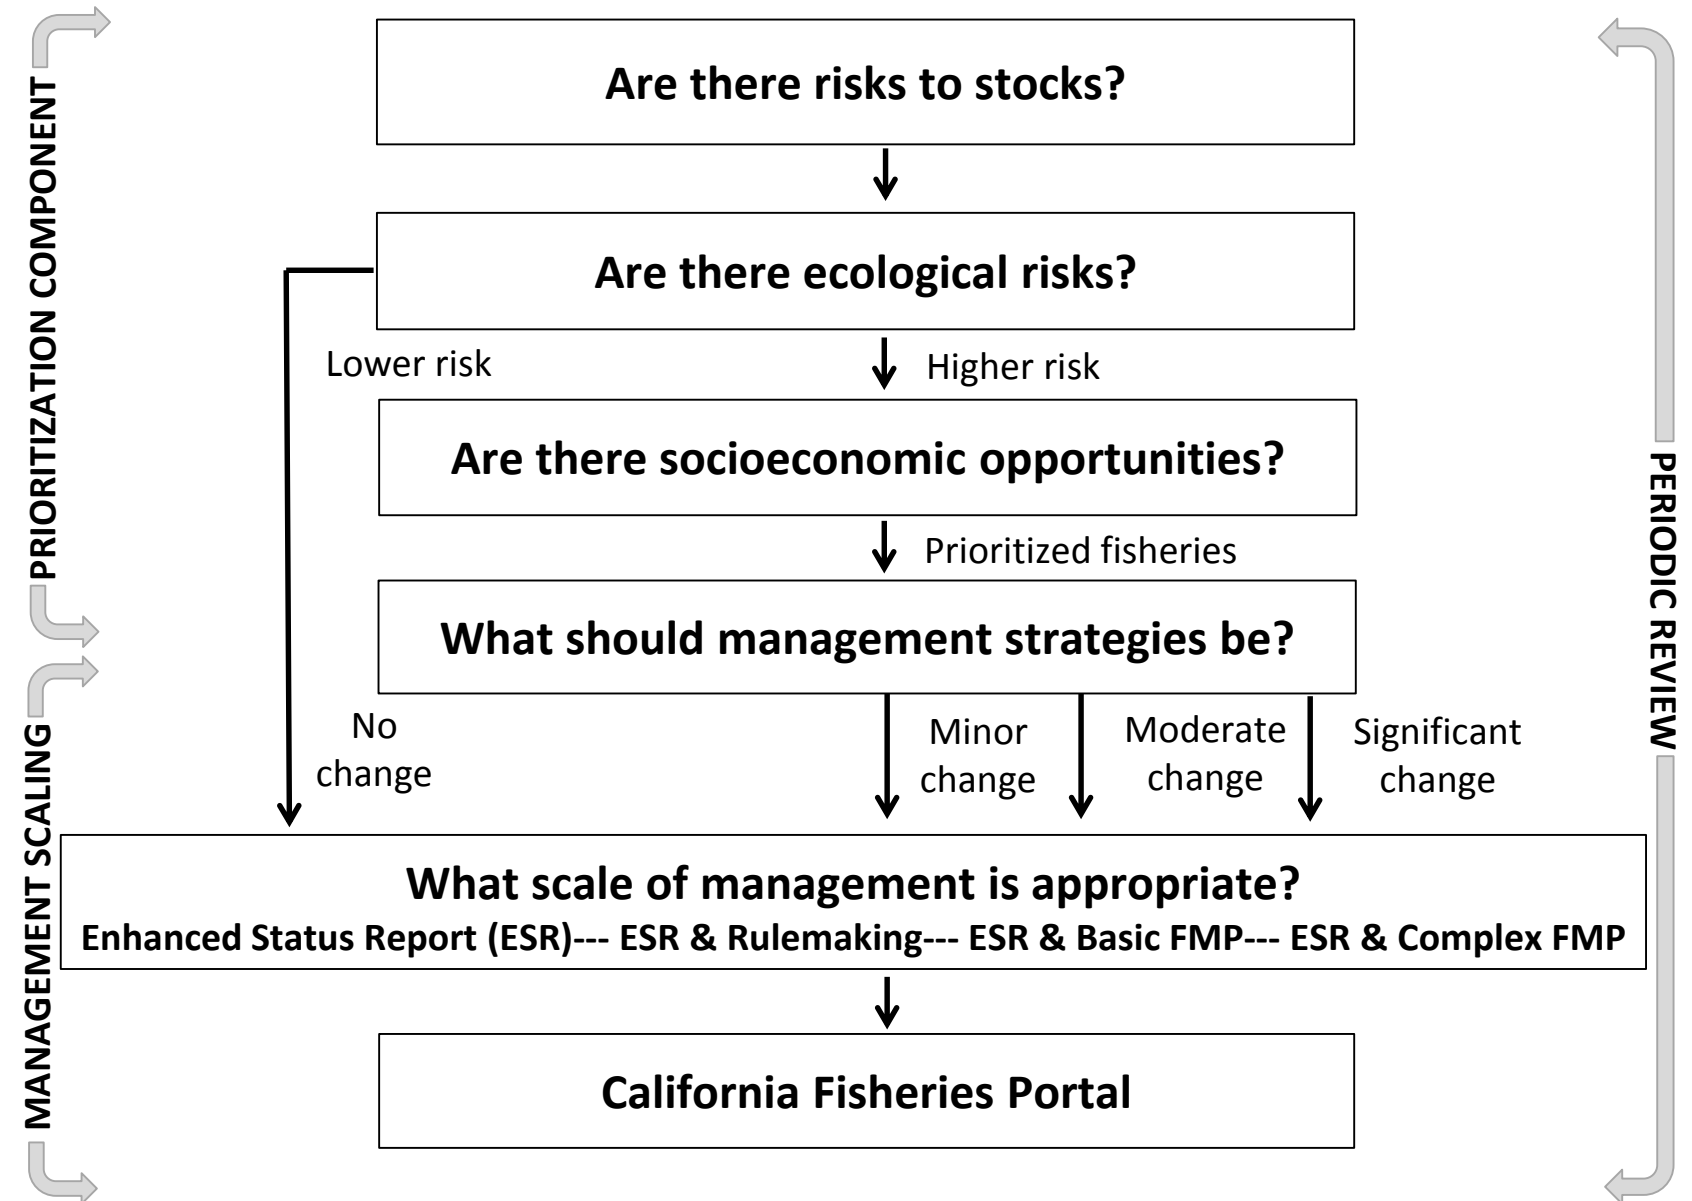 PRIORITIZATION COMPONENT
MANAGEMENT SCALING
Are there risks to stocks?
Are there ecological risks?
Lower risk
Higher risk
Are there socioeconomic opportunities?
Prioritized fisheries
What should management strategies be?
No
change
Minor
change
Moderate
change
Significant
change
What scale of management is appropriate?
Enhanced Status Report (ESR)--- ESR & Rulemaking--- ESR & Basic FMP--- ESR & Complex FMP
California Fisheries Portal
PERIODIC REVIEW